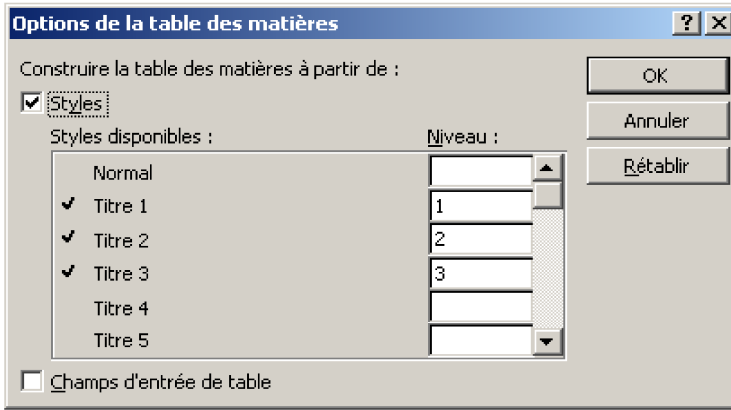 Options de la table des matières
Construire la table des matières à partir de :
OK
Styles
Annuler
Styles disponibles : Niveau :
Rétablir
Normal
Titre 1 1
Titre 2 2
Titre 3 3
Titre 4
Titre 5
Champs d'entrée de table